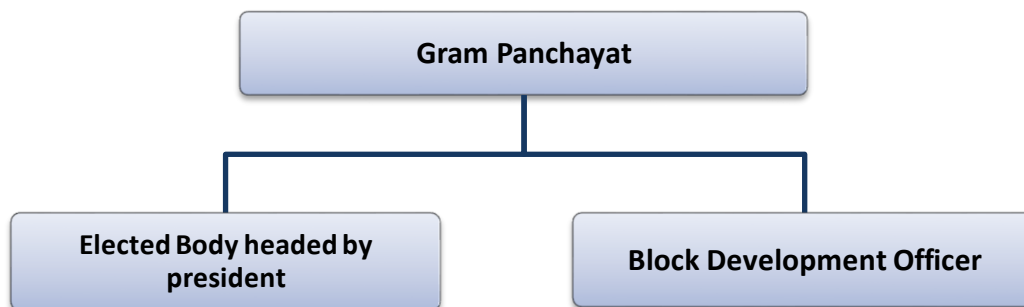 Gram Panchayat
Elected Body headed by
president
Block Development Officer